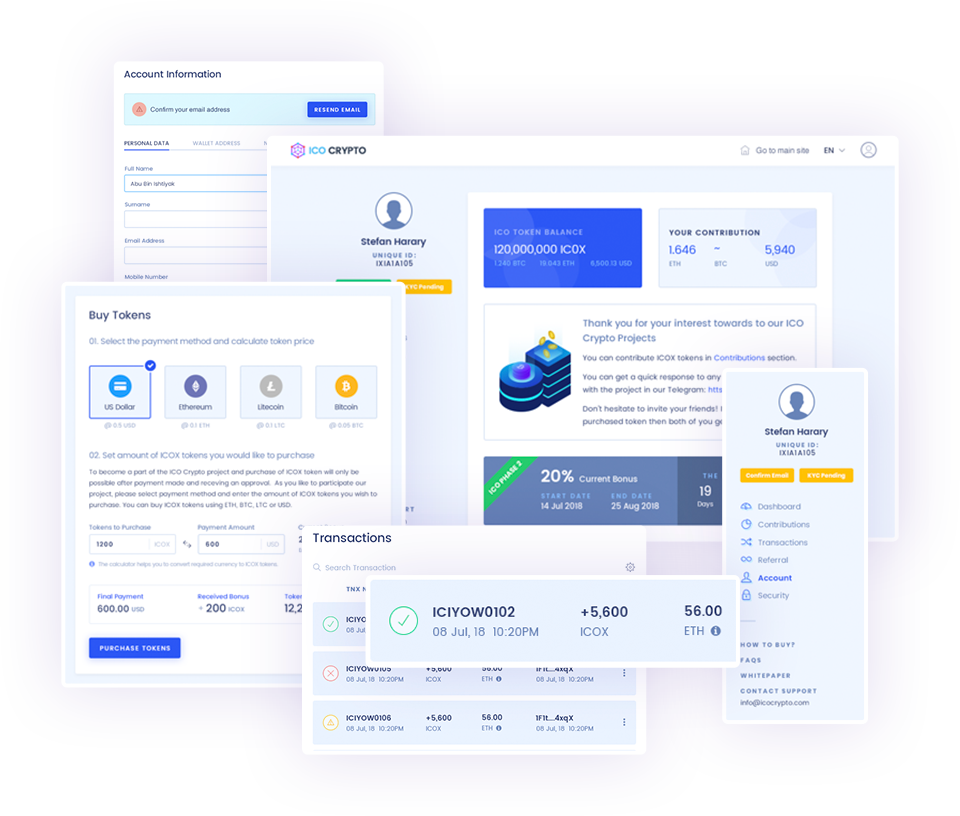 Account Information
Confirm your email address
RESEND EMAIL
PERSONAL DATA WALLET ADDRESS
Full Name
Abu Bin Ishtiyak
Surname
Email Address
Mobile Number
ICO CRYPTO
Go to main site EN
Stefan Harary
UNIQUE ID:
IXIA1A105
KYC Pending
ICO TOKEN BALANCE
120,000,000 ICOX
1.245 BTC 19.043 ETH 6,500.13 USD
YOUR CONTRIBUTION
1.646 ~ 5,940
ETH BTC USD
Thank you for your interest towards to our ICO
Crypto Projects
You can contribute ICOX tokens in Contributions section.
You can get a quick response to any
with the project in our Telegram:
Don't hesitate to invite your friends!
purchased token then both of you
ICO PHASE 2
20% Current Bonus
START DATE END DATE
14 Jul 2018 25 Aug 2018
THE
19
Days
Buy Tokens
01. Select the payment method and calculate token price
US Dollar Ethereum Litecoin Bitcoin
@ 0.5 USD @ 0.1 ETH @ 0.1 LTC @ 0.05 BTC
02. Set amount of ICOX tokens you would like to purchase
To become a part of the ICO Crypto project and purchase of ICOX token will only be
possible after payment made and receving an approval. As you like to participate our
project, please select payment method and enter the amount of ICOX tokens you wish to
purchase. You can buy ICOX tokens using ETH, BTC, LTC or USD.
Tokens to Purchase Payment Amount
1200 ICOX 600 USD
The calculator helps you to convert required currency to ICOX tokens.
Final Payment Received Bonus
600.00 USD + 200 ICOX 12,2
PURCHASE TOKENS
Transactions
Search Transaction
TNX
08 Jul,
ICIYOW0102 +5,600 56.00
08 Jul, 18 10:20PM ICOX ETH
ICIYOW0105 +5,600 56.00 1F1t....4xqX
08 Jul, 18 10:20PM ICOX ETH 08 Jul, 18 10:20PM
ICIYOW0106 +5,600 56.00 1F1t....4xqX
08 Jul, 18 10:20PM ICOX ETH 08 Jul, 18 10:20PM
Stefan Harary
UNIQUE ID:
IXIA1A105
Confirm Email KYC Pending
Dashboard
Contributions
Transactions
Referral
Account
Security
HOW TO BUY?
FAQS
WHITEPAPER
CONTACT SUPPORT
info@icocrypto.com